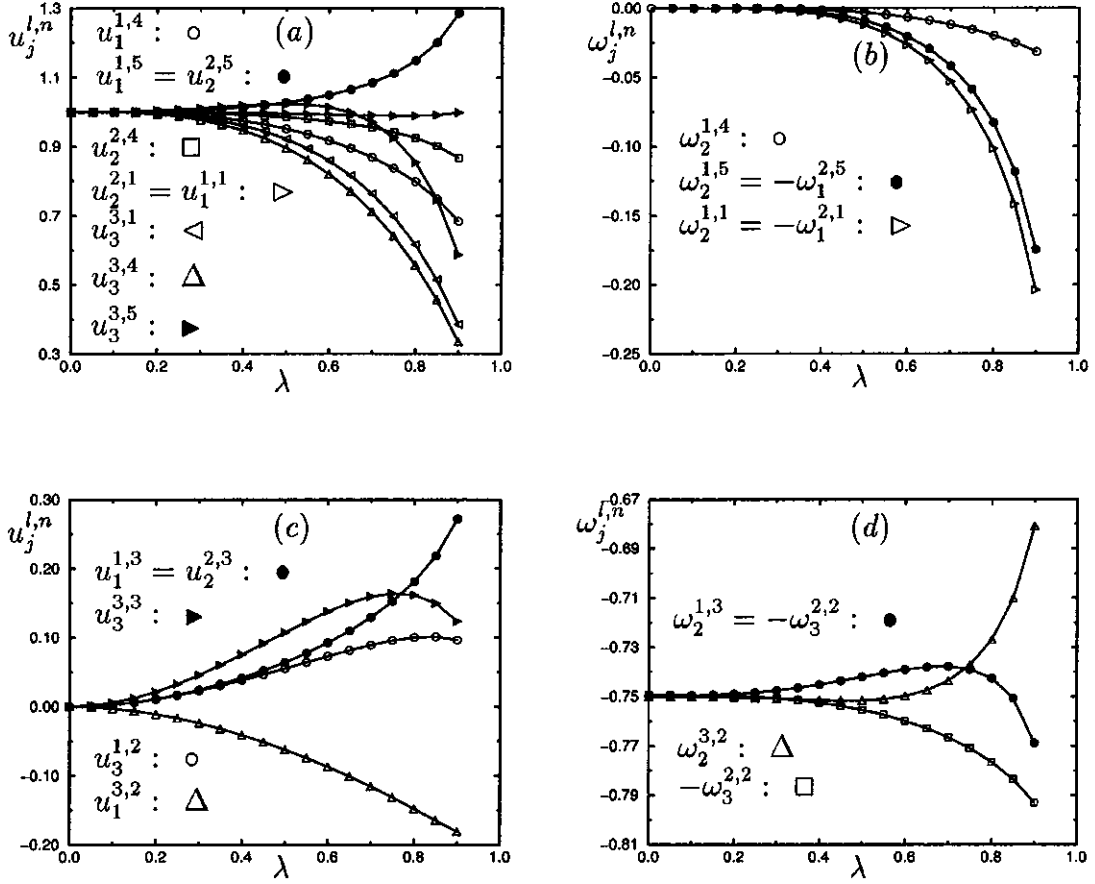 u_j^{l,n}
1.3
1.1
0.9
0.7
0.5
0.3
(a)
u_1^{1,4} : ○
u_1^{1,5} = u_2^{2,5} : ●
u_2^{2,4} : □
u_2^{2,1} = u_1^{1,1} : ▷
u_3^{3,1} : ◁
u_3^{3,4} : △
u_3^{3,5} : ▶
0.0 0.2 0.4 0.6 0.8 1.0
λ
ω_j^{l,n}
0.00
−0.05
−0.10
−0.15
−0.20
−0.25
(b)
ω_2^{1,4} : ○
ω_2^{1,5} = −ω_1^{2,5} : ●
ω_2^{1,1} = −ω_1^{2,1} : ▷
0.0 0.2 0.4 0.6 0.8 1.0
λ
u_j^{l,n}
0.30
0.20
0.10
0.00
−0.10
−0.20
(c)
u_1^{1,3} = u_2^{2,3} : ●
u_3^{3,3} : ▶
u_3^{1,2} : ○
u_1^{3,2} : △
0.0 0.2 0.4 0.6 0.8 1.0
λ
ω_j^{l,n}
−0.67
−0.69
−0.71
−0.73
−0.75
−0.77
−0.79
−0.81
(d)
ω_2^{1,3} = −ω_3^{2,2} : ●
ω_2^{3,2} : △
−ω_3^{2,2} : □
0.0 0.2 0.4 0.6 0.8 1.0
λ